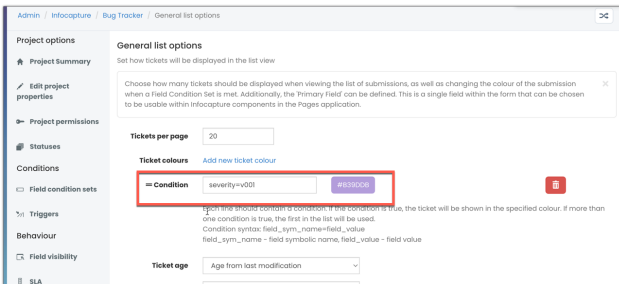 Admin / Infocapture / Bug Tracker / General list options
Project options
Project Summary
Edit project
properties
Project permissions
Statuses
Conditions
Field condition sets
Triggers
Behaviour
Field visibility
SLA
General list options
Set how tickets will be displayed in the list view
Choose how many tickets should be displayed when viewing the list of submissions, as well as changing the colour of the submission
when a Field Condition Set is met. Additionally, the 'Primary Field' can be defined. This is a single field within the form that can be chosen
to be usable within Infocapture components in the Pages application.
Tickets per page 20
Ticket colours Add new ticket colour
Condition severity=v001 #B39DDB
Each line should contain a condition. If the condition is true, the ticket will be shown in the specified colour. If more than
one condition is true, the first in the list will be used.
Condition syntax: field_sym_name=field_value
field_sym_name - field symbolic name, field_value - field value
Ticket age Age from last modification